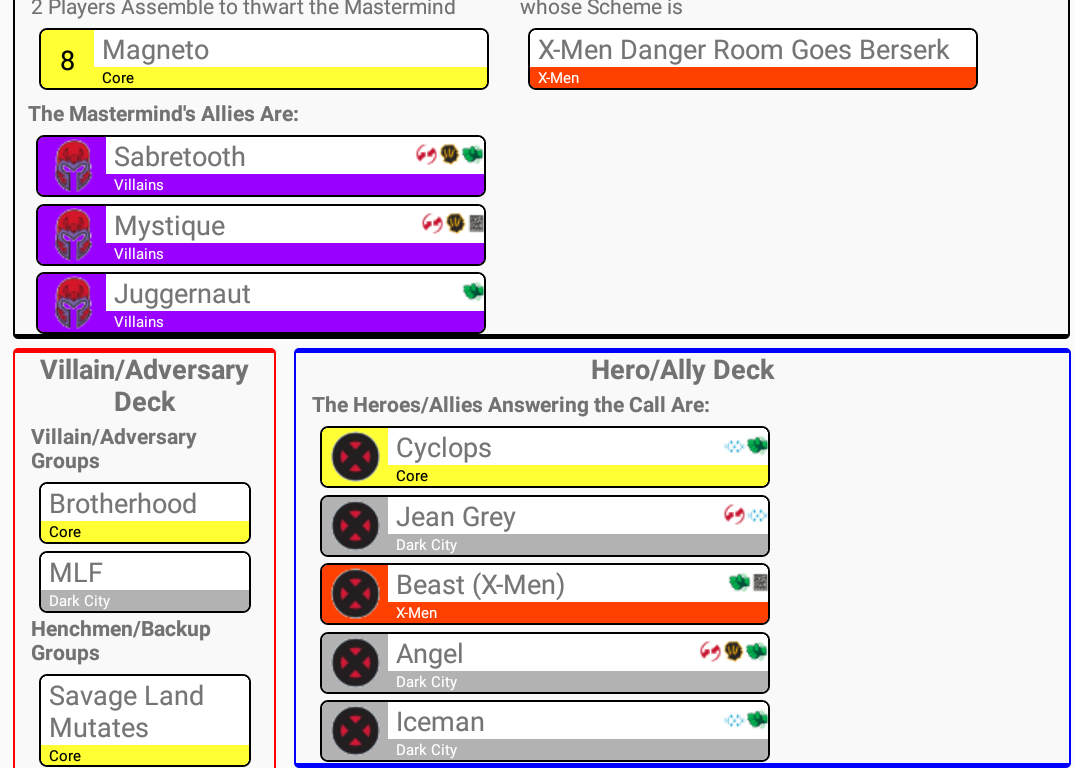 2 Players Assemble to thwart the Mastermind
whose Scheme is
8
Magneto
Core
X-Men Danger Room Goes Berserk
X-Men
The Mastermind's Allies Are:
Sabretooth
Villains
Mystique
Villains
Juggernaut
Villains
Villain/Adversary
Deck
Villain/Adversary
Groups
Brotherhood
Core
MLF
Dark City
Henchmen/Backup
Groups
Savage Land
Mutates
Core
Hero/Ally Deck
The Heroes/Allies Answering the Call Are:
Cyclops
Core
Jean Grey
Dark City
Beast (X-Men)
X-Men
Angel
Dark City
Iceman
Dark City